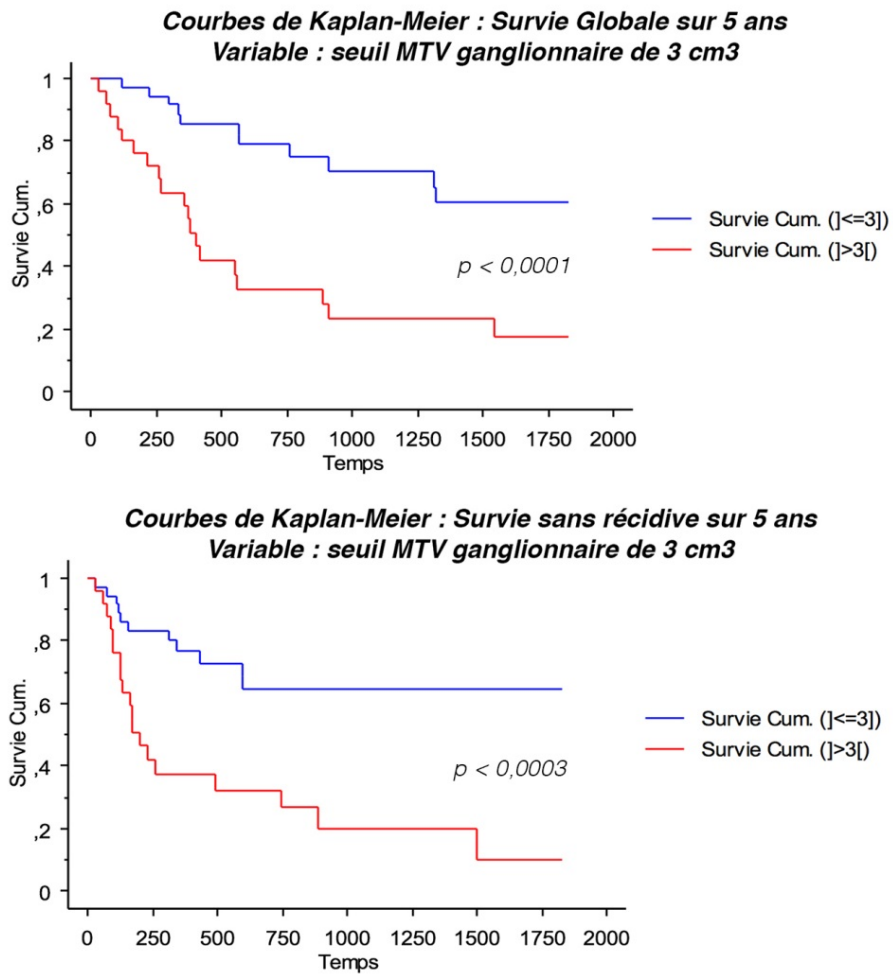 Courbes de Kaplan-Meier : Survie Globale sur 5 ans
Variable : seuil MTV ganglionnaire de 3 cm3
1
,8
,6
,4
,2
0
Survie Cum.
Survie Cum. (]<=3])
Survie Cum. (]>3[)
p < 0,0001
0 250 500 750 1000 1250 1500 1750 2000
Temps
Courbes de Kaplan-Meier : Survie sans récidive sur 5 ans
Variable : seuil MTV ganglionnaire de 3 cm3
1
,8
,6
,4
,2
0
Survie Cum.
Survie Cum. (]<=3])
Survie Cum. (]>3[)
p < 0,0003
0 250 500 750 1000 1250 1500 1750 2000
Temps